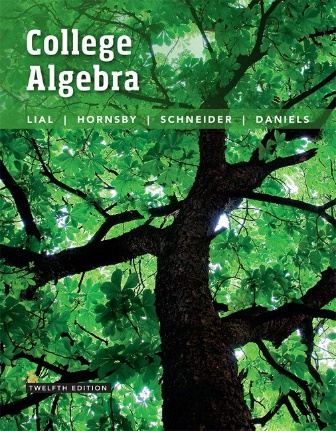 College
Algebra
LIAL | HORNSBY | SCHNEIDER | DANIELS
TWELFTH EDITION